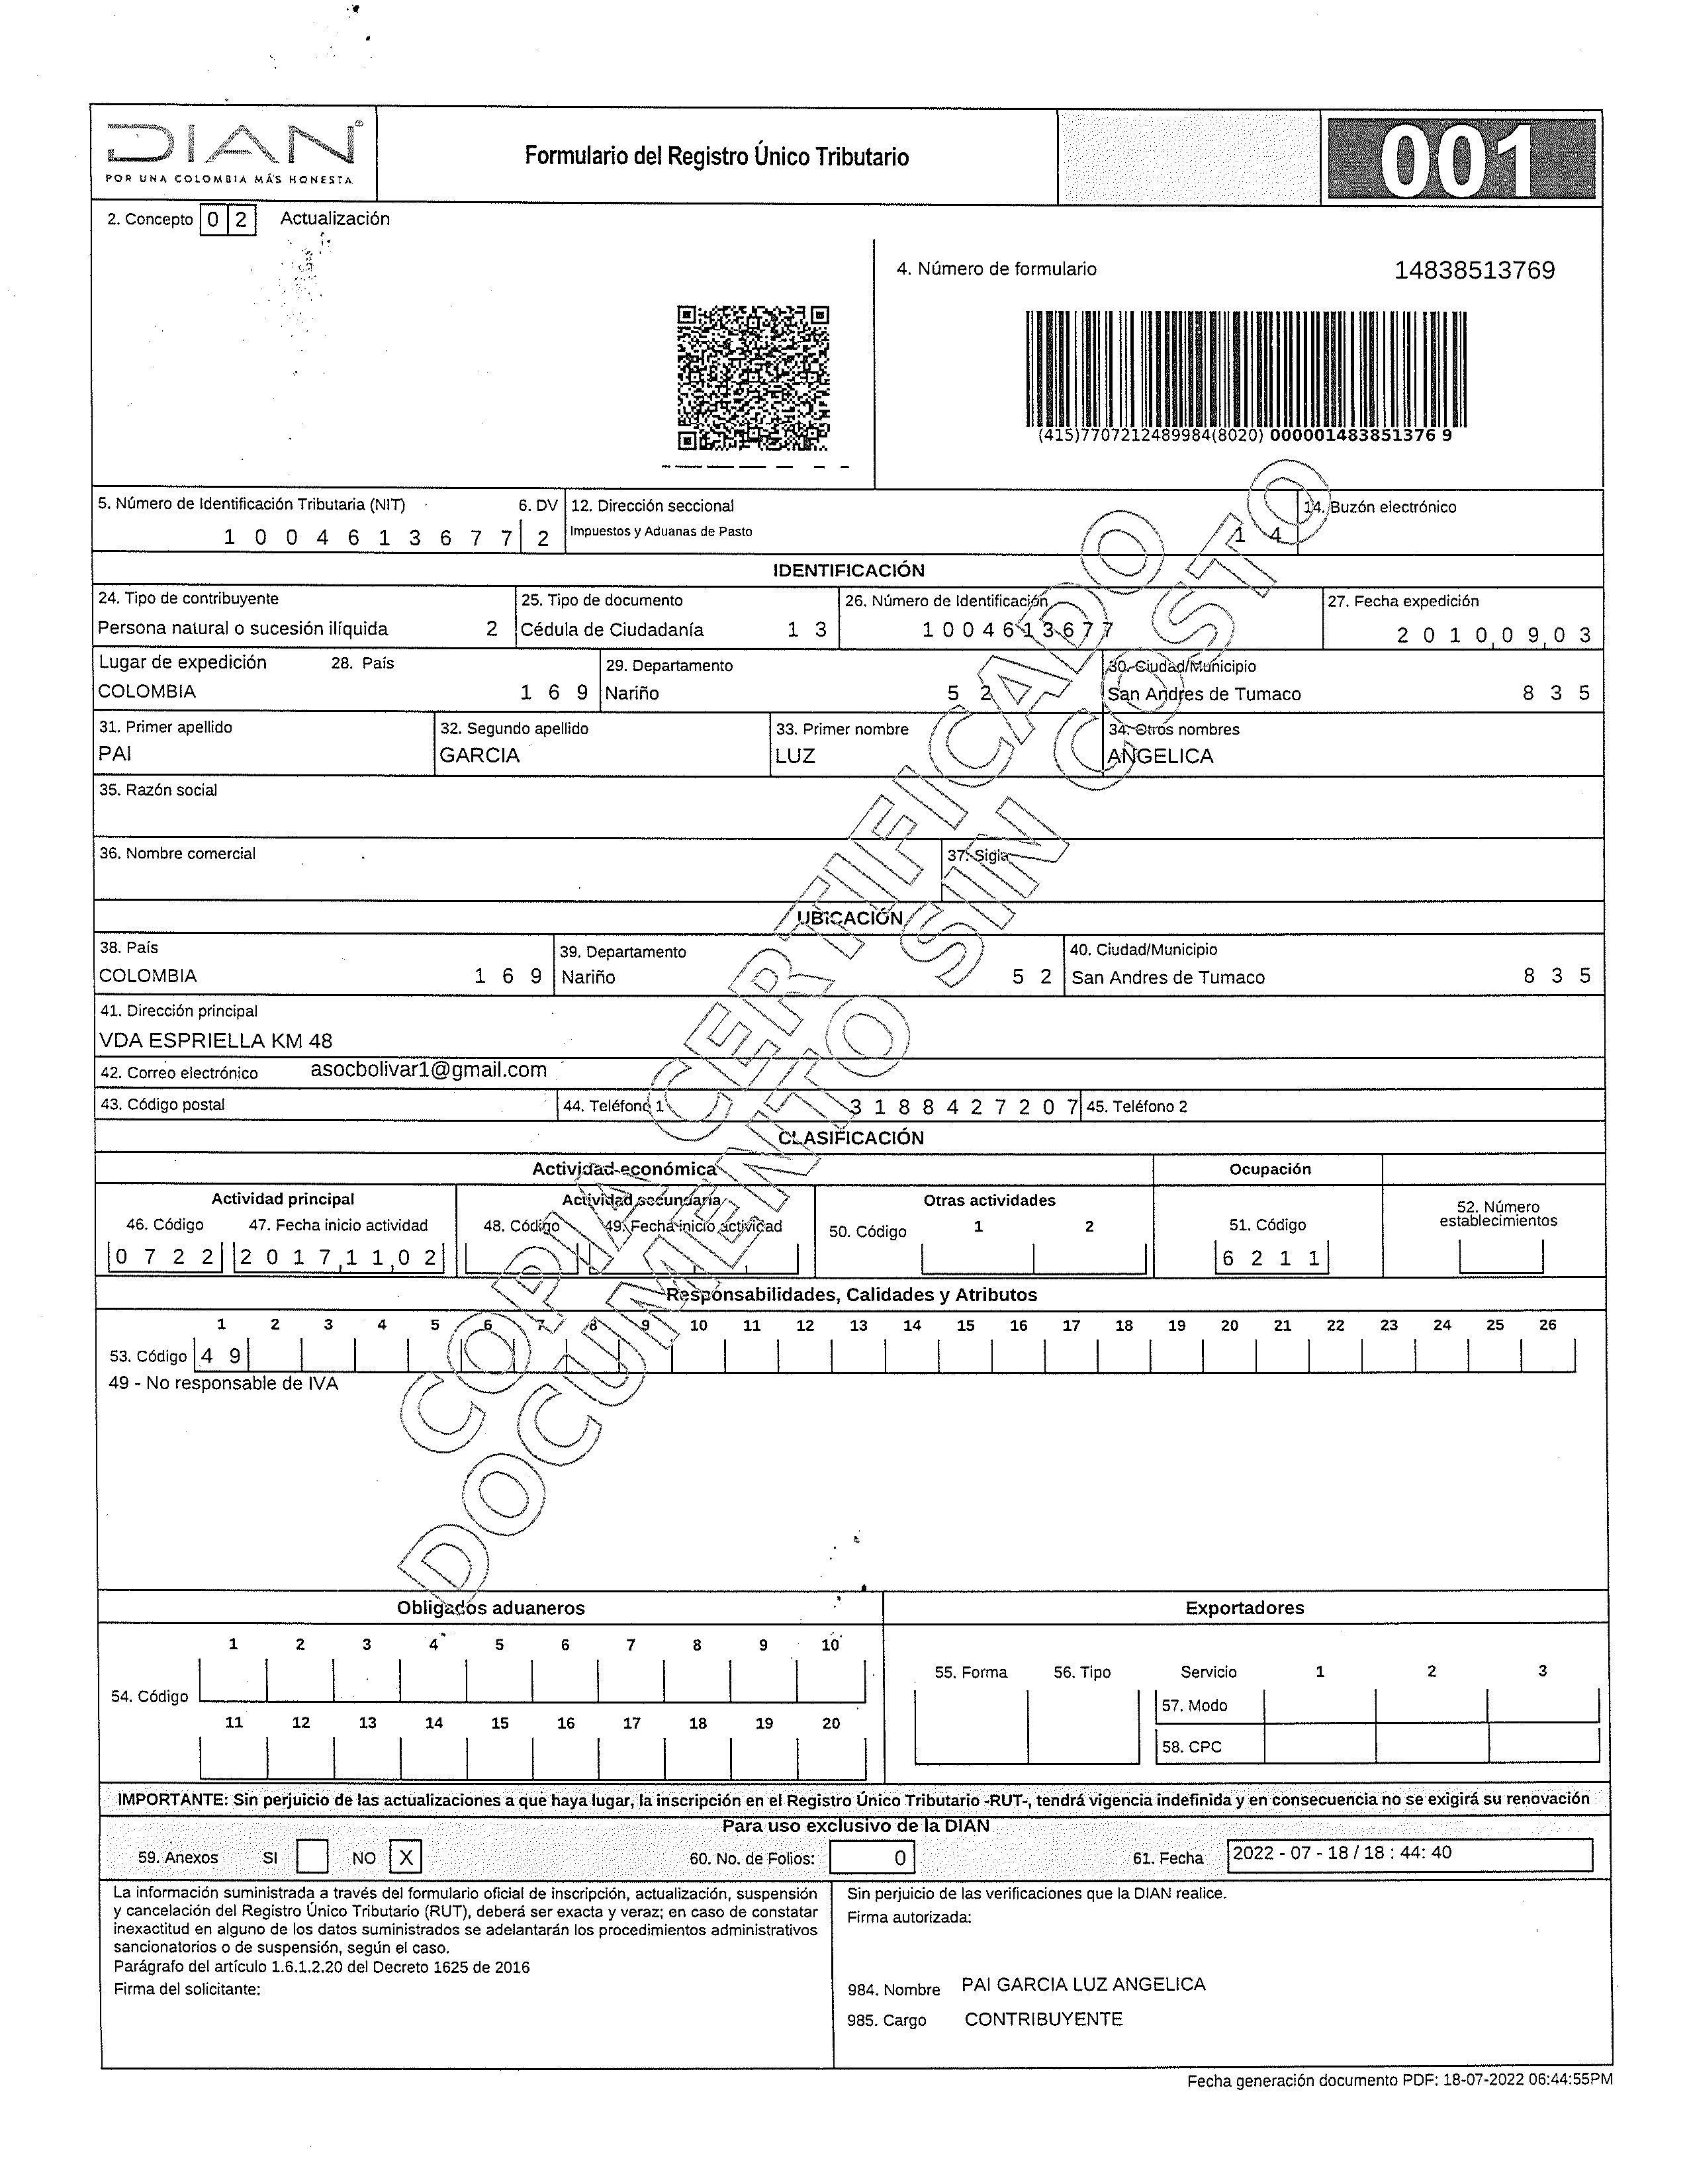 DIAN®
POR UNA COLOMBIA MÁS HONESTA
Formulario del Registro Único Tributario
001
2. Concepto 0 2 Actualización
4. Número de formulario 14838513769
(415)7707212489984(8020) 000001483851376 9
5. Número de Identificación Tributaria (NIT) 6. DV 12. Dirección seccional 14. Buzón electrónico
1 0 0 4 6 1 3 6 7 7 2 Impuestos y Aduanas de Pasto 1 4
IDENTIFICACIÓN
24. Tipo de contribuyente 25. Tipo de documento 26. Número de Identificación 27. Fecha expedición
Persona natural o sucesión ilíquida 2 Cédula de Ciudadanía 1 3 1 0 0 4 6 1 3 6 7 7 2 0 1 0 0 9 0 3
Lugar de expedición 28. País 29. Departamento 30. Ciudad/Municipio
COLOMBIA 1 6 9 Nariño 5 2 San Andres de Tumaco 8 3 5
31. Primer apellido 32. Segundo apellido 33. Primer nombre 34. Otros nombres
PAI GARCIA LUZ ANGELICA
35. Razón social
36. Nombre comercial 37. Sigla
UBICACIÓN
38. País 39. Departamento 40. Ciudad/Municipio
COLOMBIA 1 6 9 Nariño 5 2 San Andres de Tumaco 8 3 5
41. Dirección principal
VDA ESPRIELLA KM 48
42. Correo electrónico asocbolivar1@gmail.com
43. Código postal 44. Teléfono 1 3 1 8 8 4 2 7 2 0 7 45. Teléfono 2
CLASIFICACIÓN
Actividad económica Ocupación
Actividad principal Actividad secundaria Otras actividades 52. Número establecimientos
46. Código 47. Fecha inicio actividad 48. Código 49. Fecha inicio actividad 50. Código 1 2 51. Código
0 7 2 2 2 0 1 7 1 1 0 2 6 2 1 1
Responsabilidades, Calidades y Atributos
1 2 3 4 5 6 7 8 9 10 11 12 13 14 15 16 17 18 19 20 21 22 23 24 25 26
53. Código 4 9
49 - No responsable de IVA
COPIA CERTIFICADO
DOCUMENTO SIN COSTO
Obligados aduaneros Exportadores
1 2 3 4 5 6 7 8 9 10
55. Forma 56. Tipo Servicio 1 2 3
54. Código
57. Modo
11 12 13 14 15 16 17 18 19 20
58. CPC
IMPORTANTE: Sin perjuicio de las actualizaciones a que haya lugar, la inscripción en el Registro Único Tributario -RUT-, tendrá vigencia indefinida y en consecuencia no se exigirá su renovación
Para uso exclusivo de la DIAN
59. Anexos SI NO X 60. No. de Folios: 0 61. Fecha 2022 - 07 - 18 / 18 : 44: 40
La información suministrada a través del formulario oficial de inscripción, actualización, suspensión
y cancelación del Registro Único Tributario (RUT), deberá ser exacta y veraz; en caso de constatar
inexactitud en alguno de los datos suministrados se adelantarán los procedimientos administrativos
sancionatorios o de suspensión, según el caso.
Parágrafo del artículo 1.6.1.2.20 del Decreto 1625 de 2016
Firma del solicitante:
Sin perjuicio de las verificaciones que la DIAN realice.
Firma autorizada:
984. Nombre PAI GARCIA LUZ ANGELICA
985. Cargo CONTRIBUYENTE
Fecha generación documento PDF: 18-07-2022 06:44:55PM